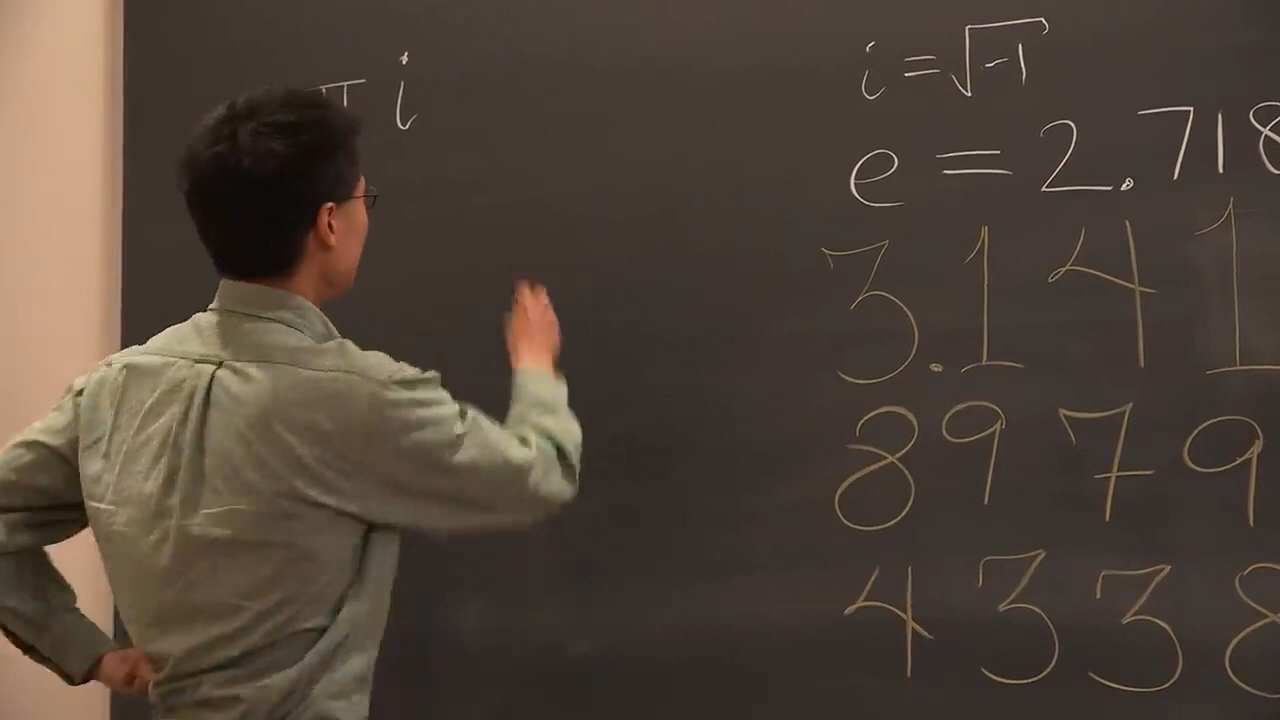 π i
i = √-1
e = 2.718
3.141
8979
4338